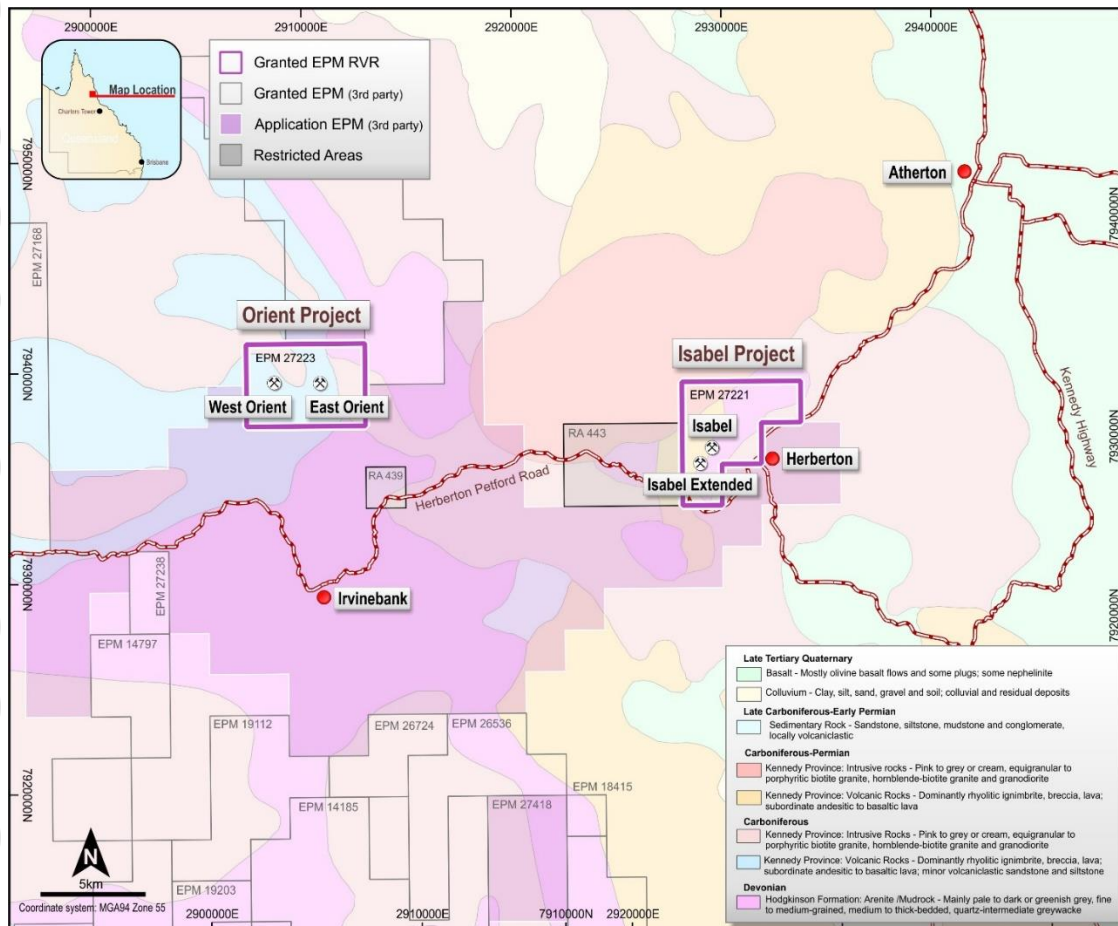 2900000E
2910000E
2920000E
2930000E
2940000E
Map Location
Charters Tower
Brisbane
Granted EPM RVR
Granted EPM (3rd party)
Application EPM (3rd party)
Restricted Areas
7950000N
Atherton
7940000N
EPM 27168
Orient Project
EPM 27223
West Orient
East Orient
7940000N
Isabel Project
EPM 27221
Isabel
Isabel Extended
Kennedy Highway
7930000N
RA 443
RA 439
Herberton Petford Road
Herberton
7930000N
EPM 27238
Irvinebank
7920000N
EPM 14797
EPM 19112
EPM 26724
EPM 26536
EPM 18415
EPM 14185
EPM 27418
7920000N
N
5km
EPM 19203
Coordinate system: MGA94 Zone 55
2900000E
2910000E
7910000N
2920000E
Late Tertiary Quaternary
Basalt - Mostly olivine basalt flows and some plugs; some nephelinite
Colluvium - Clay, silt, sand, gravel and soil; colluvial and residual deposits
Late Carboniferous-Early Permian
Sedimentary Rock - Sandstone, siltstone, mudstone and conglomerate,
locally volcaniclastic
Carboniferous-Permian
Kennedy Province: Intrusive rocks - Pink to grey or cream, equigranular to
porphyritic biotite granite, hornblende-biotite granite and granodiorite
Kennedy Province: Volcanic Rocks - Dominantly rhyolitic ignimbrite, breccia, lava;
subordinate andesitic to basaltic lava
Carboniferous
Kennedy Province: Intrusive Rocks - Pink to grey or cream, equigranular to
porphyritic biotite granite, hornblende-biotite granite and granodiorite
Kennedy Province: Volcanic Rocks - Dominantly rhyolitic ignimbrite, breccia, lava;
subordinate andesitic to basaltic lava; minor volcaniclastic sandstone and siltstone
Devonian
Hodgkinson Formation: Arenite /Mudrock - Mainly pale to dark or greenish grey, fine
to medium-grained, medium to thick-bedded, quartz-intermediate greywacke